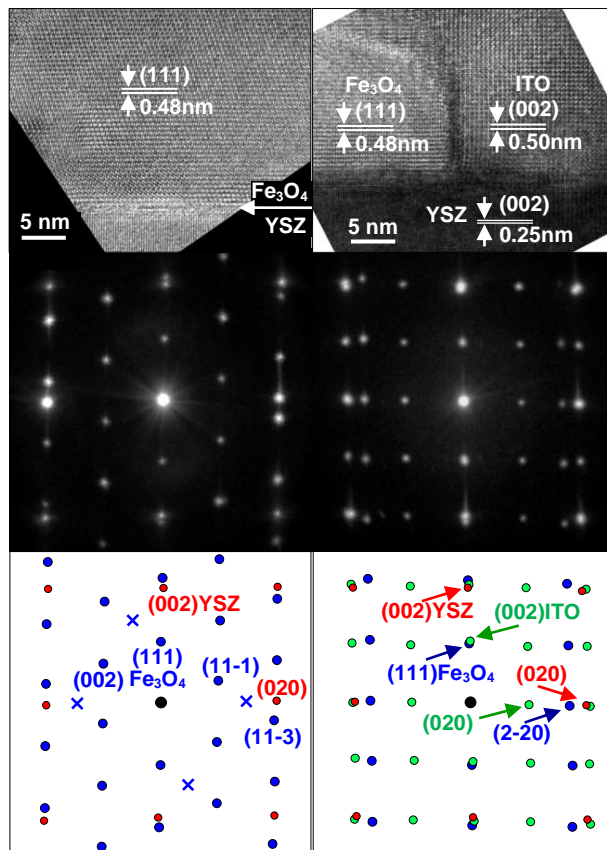 (111)
0.48nm
Fe₃O₄
YSZ
5 nm
Fe₃O₄
(111)
0.48nm
ITO
(002)
0.50nm
YSZ
(002)
0.25nm
5 nm
(002)YSZ
(111)
Fe₃O₄
(002)
(11-1)
(020)
(11-3)
(002)YSZ
(002)ITO
(111)Fe₃O₄
(020)
(020)
(2-20)